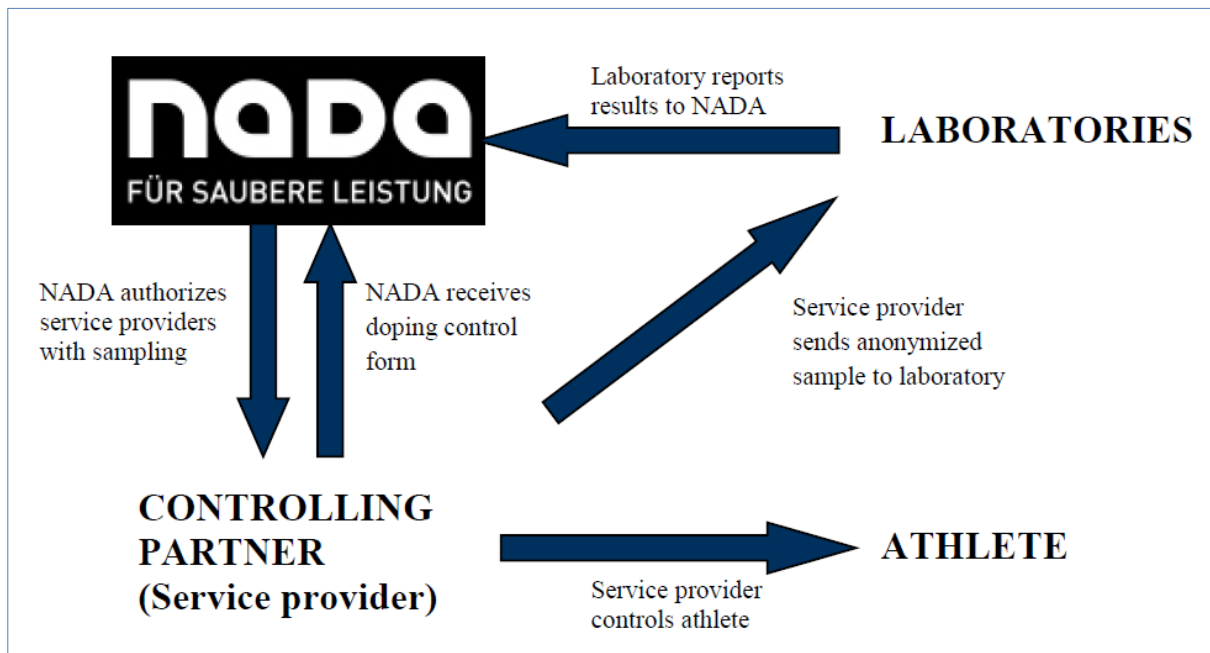 naDa
FÜR SAUBERE LEISTUNG
Laboratory reports
results to NADA
LABORATORIES
NADA authorizes
service providers
with sampling
NADA receives
doping control
form
Service provider
sends anonymized
sample to laboratory
CONTROLLING
PARTNER
(Service provider)
ATHLETE
Service provider
controls athlete